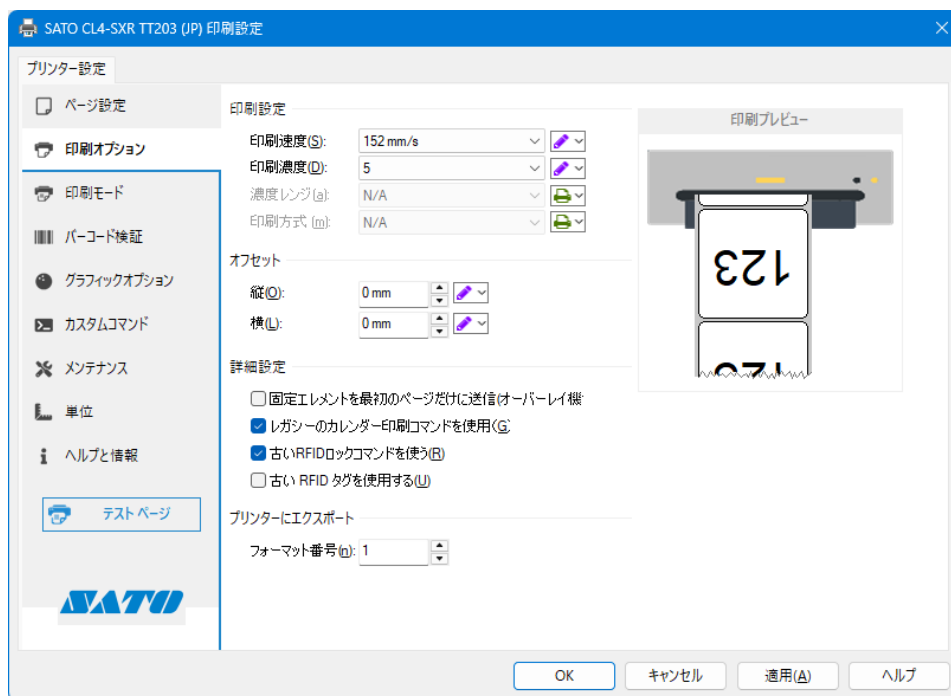 SATO CL4-SXR TT203 (JP) 印刷設定
プリンター設定
ページ設定
印刷オプション
印刷モード
バーコード検証
グラフィックオプション
カスタムコマンド
メンテナンス
単位
ヘルプと情報
テスト ページ
SATO
印刷設定
印刷速度(S): 152 mm/s
印刷濃度(D): 5
濃度レンジ(a): N/A
印刷方式 (m): N/A
オフセット
縦(O): 0 mm
横(L): 0 mm
詳細設定
固定エレメントを最初のページだけに送信(オーバーレイ機
レガシーのカレンダー印刷コマンドを使用(G)
古いRFIDロックコマンドを使う(R)
古い RFID タグを使用する(U)
プリンターにエクスポート
フォーマット番号(n): 1
印刷プレビュー
123
123
OK キャンセル 適用(A) ヘルプ